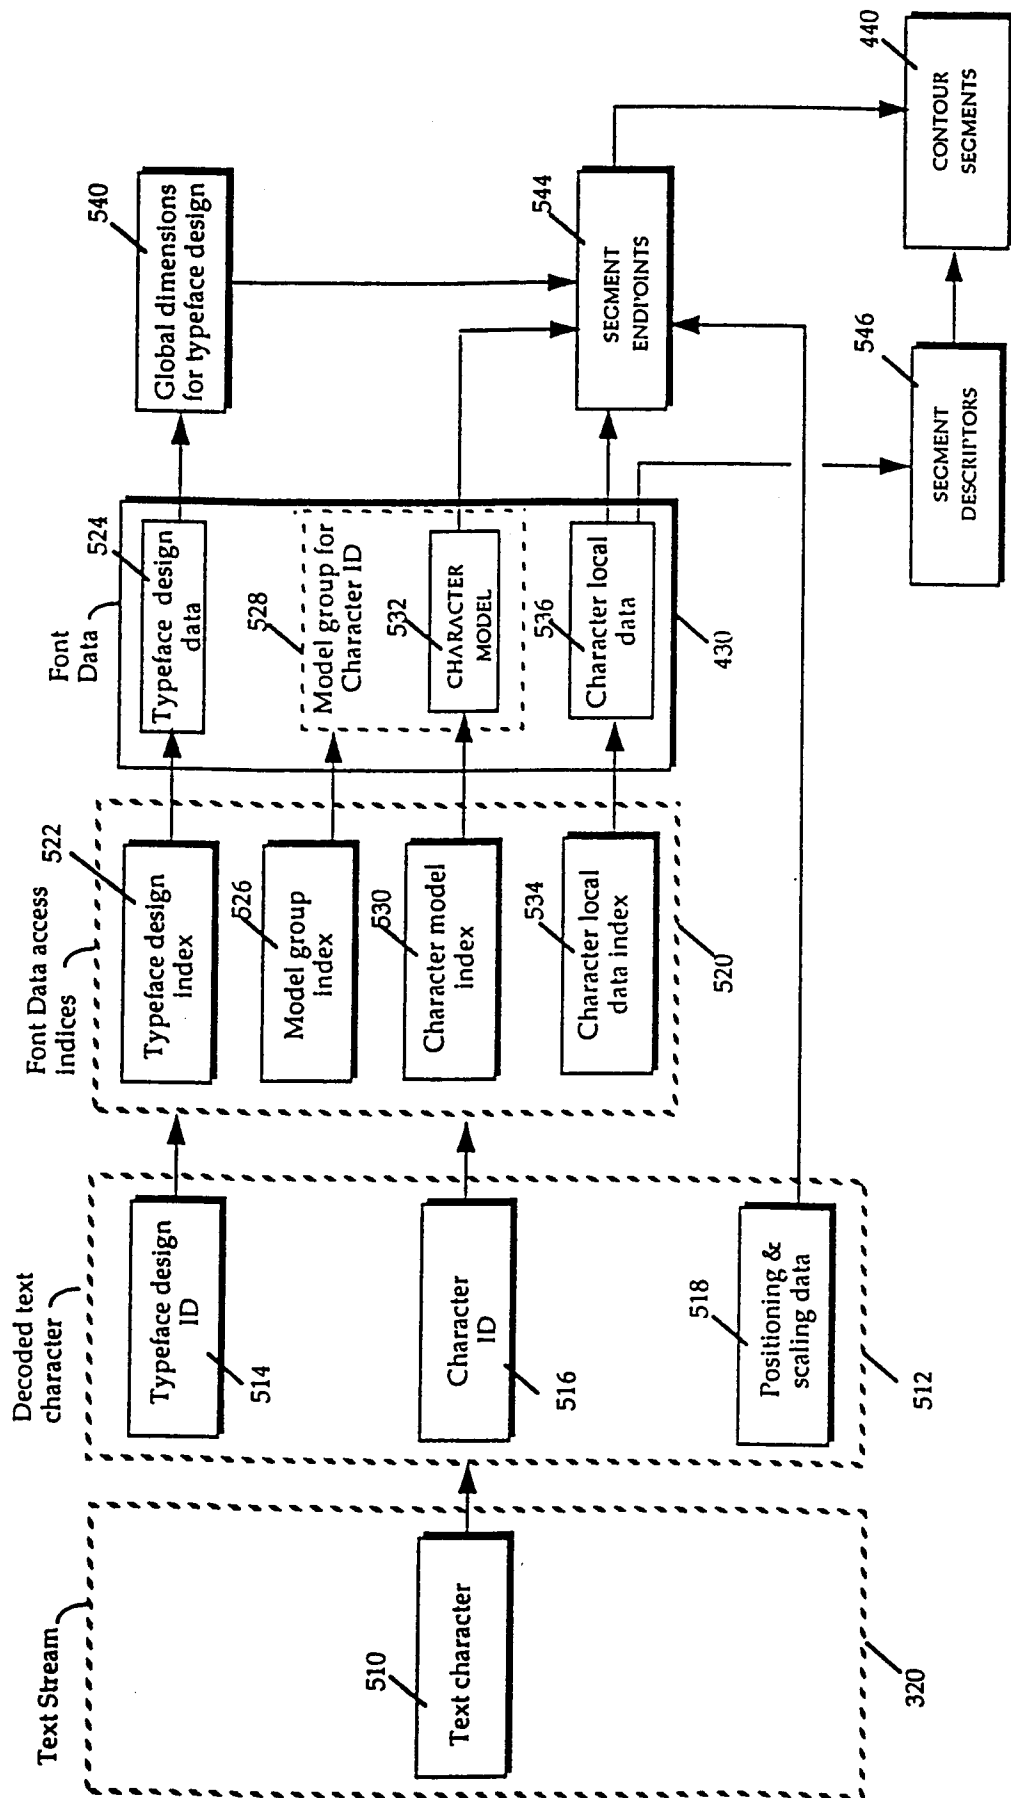 Text Stream
510
Text character
320
Decoded text
character
Typeface design
ID
514
Character
ID
516
518
Positioning &
scaling data
512
Font Data access
indices
522
Typeface design
index
526
Model group
index
530
Character model
index
534
Character local
data index
520
Font
Data
524
Typeface design
data
528
Model group for
Character ID
532
CHARACTER
MODEL
536
Character local
data
430
540
Global dimensions
for typeface design
544
SEGMENT
ENDPOINTS
546
SEGMENT
DESCRIPTORS
440
CONTOUR
SEGMENTS